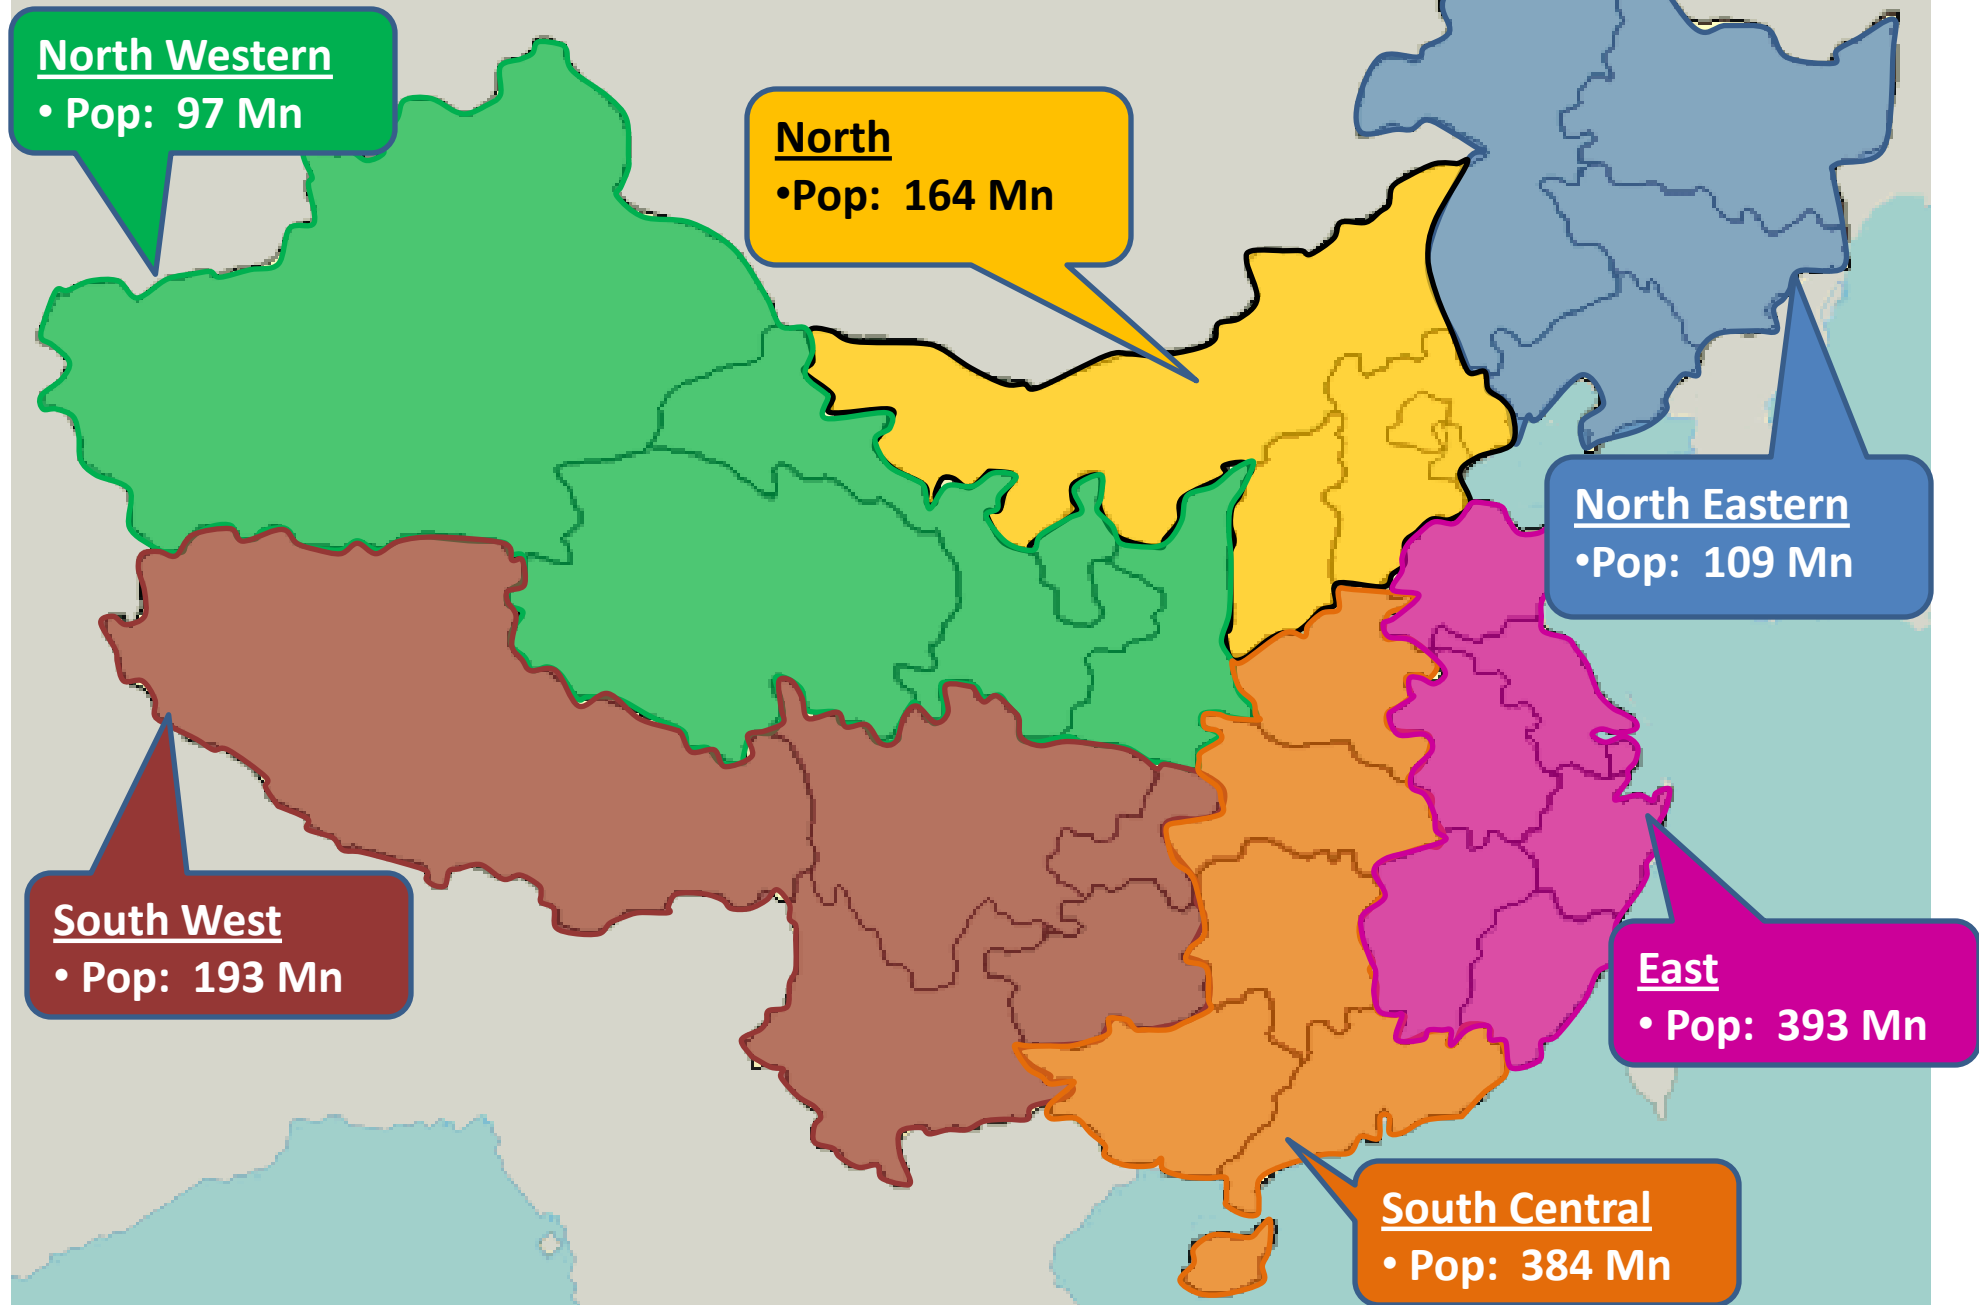 North Western
• Pop: 97 Mn
North
•Pop: 164 Mn
North Eastern
•Pop: 109 Mn
South West
• Pop: 193 Mn
East
• Pop: 393 Mn
South Central
• Pop: 384 Mn